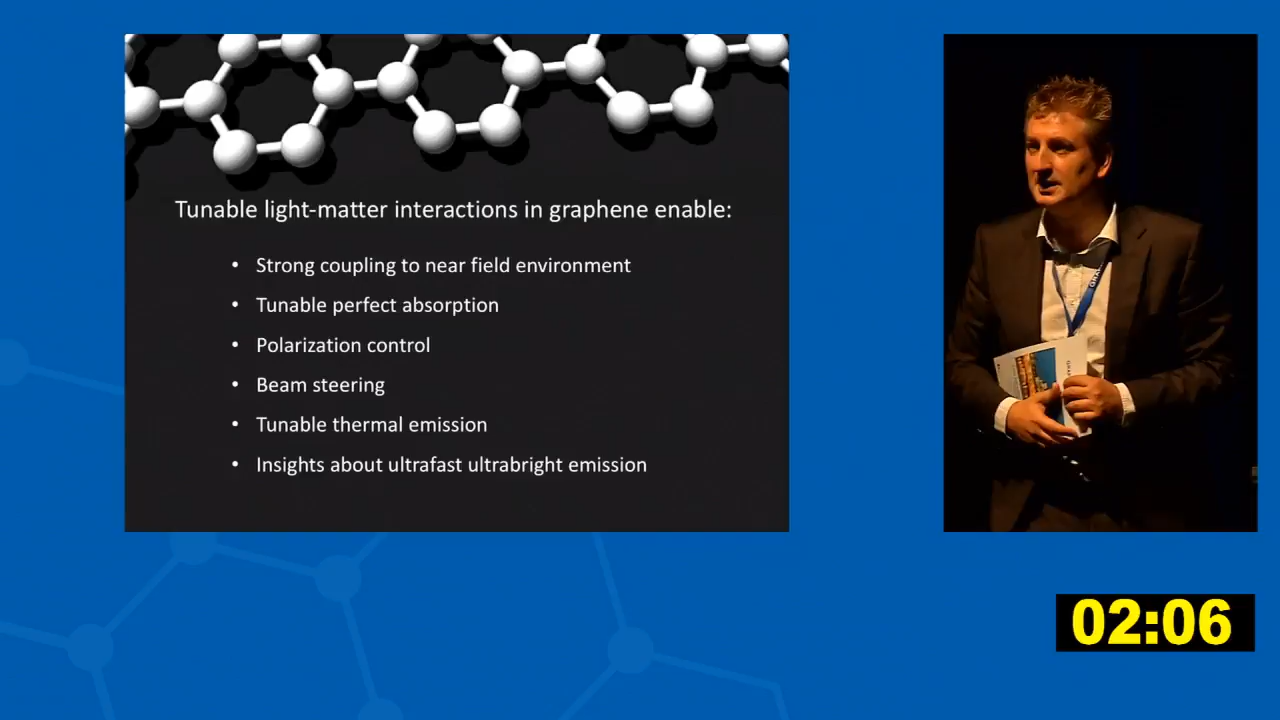 Tunable light-matter interactions in graphene enable:
• Strong coupling to near field environment
• Tunable perfect absorption
• Polarization control
• Beam steering
• Tunable thermal emission
• Insights about ultrafast ultrabright emission
02:06